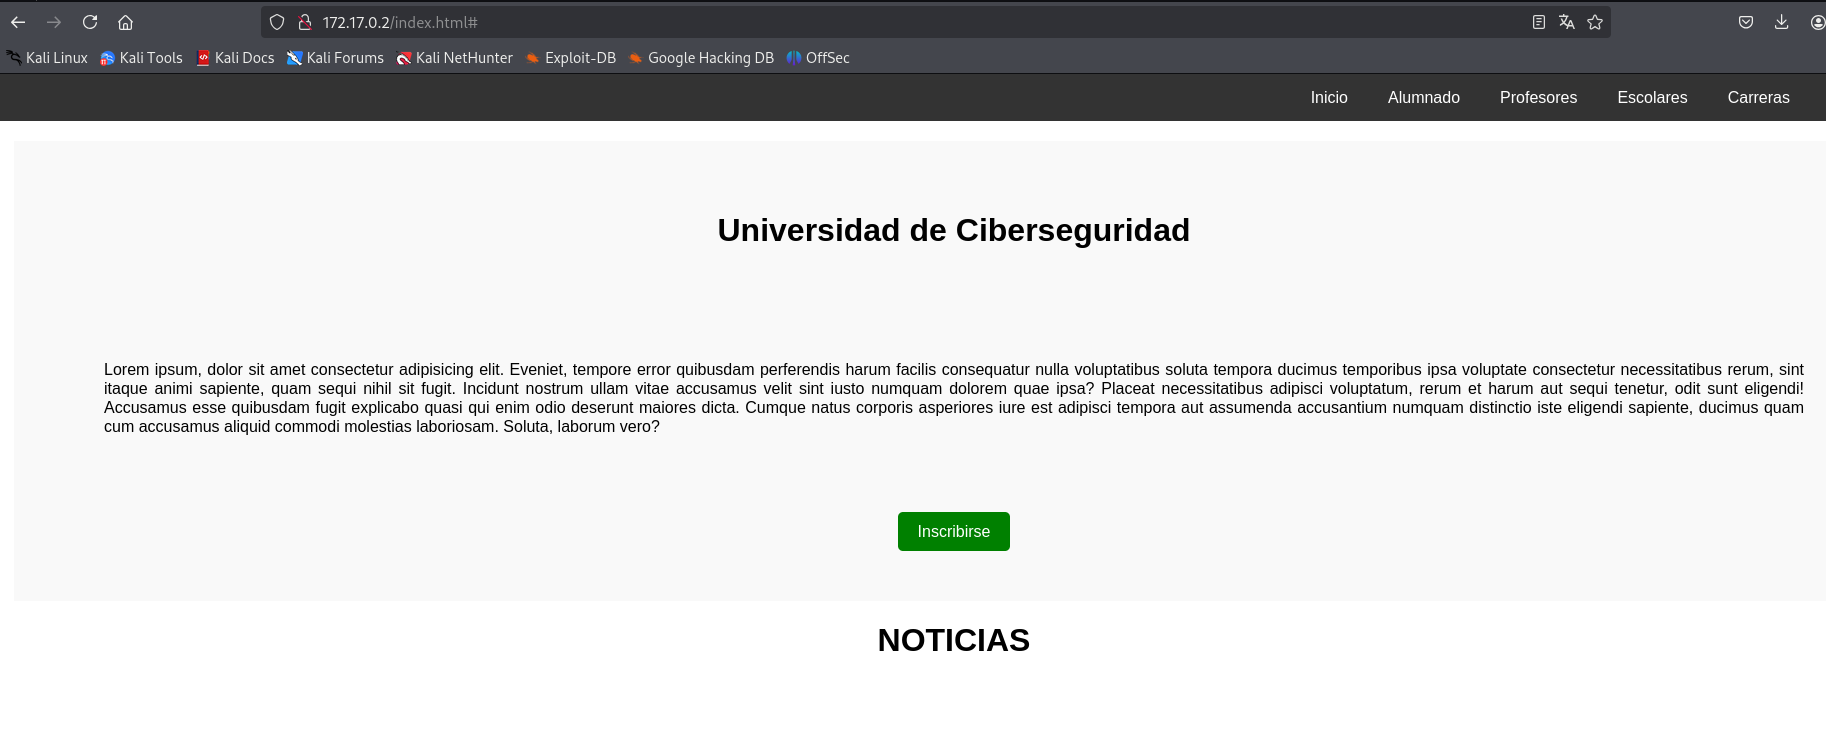 172.17.0.2/index.html#
Kali Linux Kali Tools Kali Docs Kali Forums Kali NetHunter Exploit-DB Google Hacking DB OffSec
Inicio Alumnado Profesores Escolares Carreras
Universidad de Ciberseguridad
Lorem ipsum, dolor sit amet consectetur adipisicing elit. Eveniet, tempore error quibusdam perferendis harum facilis consequatur nulla voluptatibus soluta tempora ducimus temporibus ipsa voluptate consectetur necessitatibus rerum, sint
itaque animi sapiente, quam sequi nihil sit fugit. Incidunt nostrum ullam vitae accusamus velit sint iusto numquam dolorem quae ipsa? Placeat necessitatibus adipisci voluptatum, rerum et harum aut sequi tenetur, odit sunt eligendi!
Accusamus esse quibusdam fugit explicabo quasi qui enim odio deserunt maiores dicta. Cumque natus corporis asperiores iure est adipisci tempora aut assumenda accusantium numquam distinctio iste eligendi sapiente, ducimus quam
cum accusamus aliquid commodi molestias laboriosam. Soluta, laborum vero?
Inscribirse
NOTICIAS